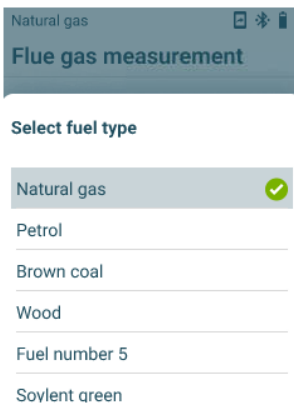 Natural gas
Flue gas measurement
Select fuel type
Natural gas
Petrol
Brown coal
Wood
Fuel number 5
Soylent green